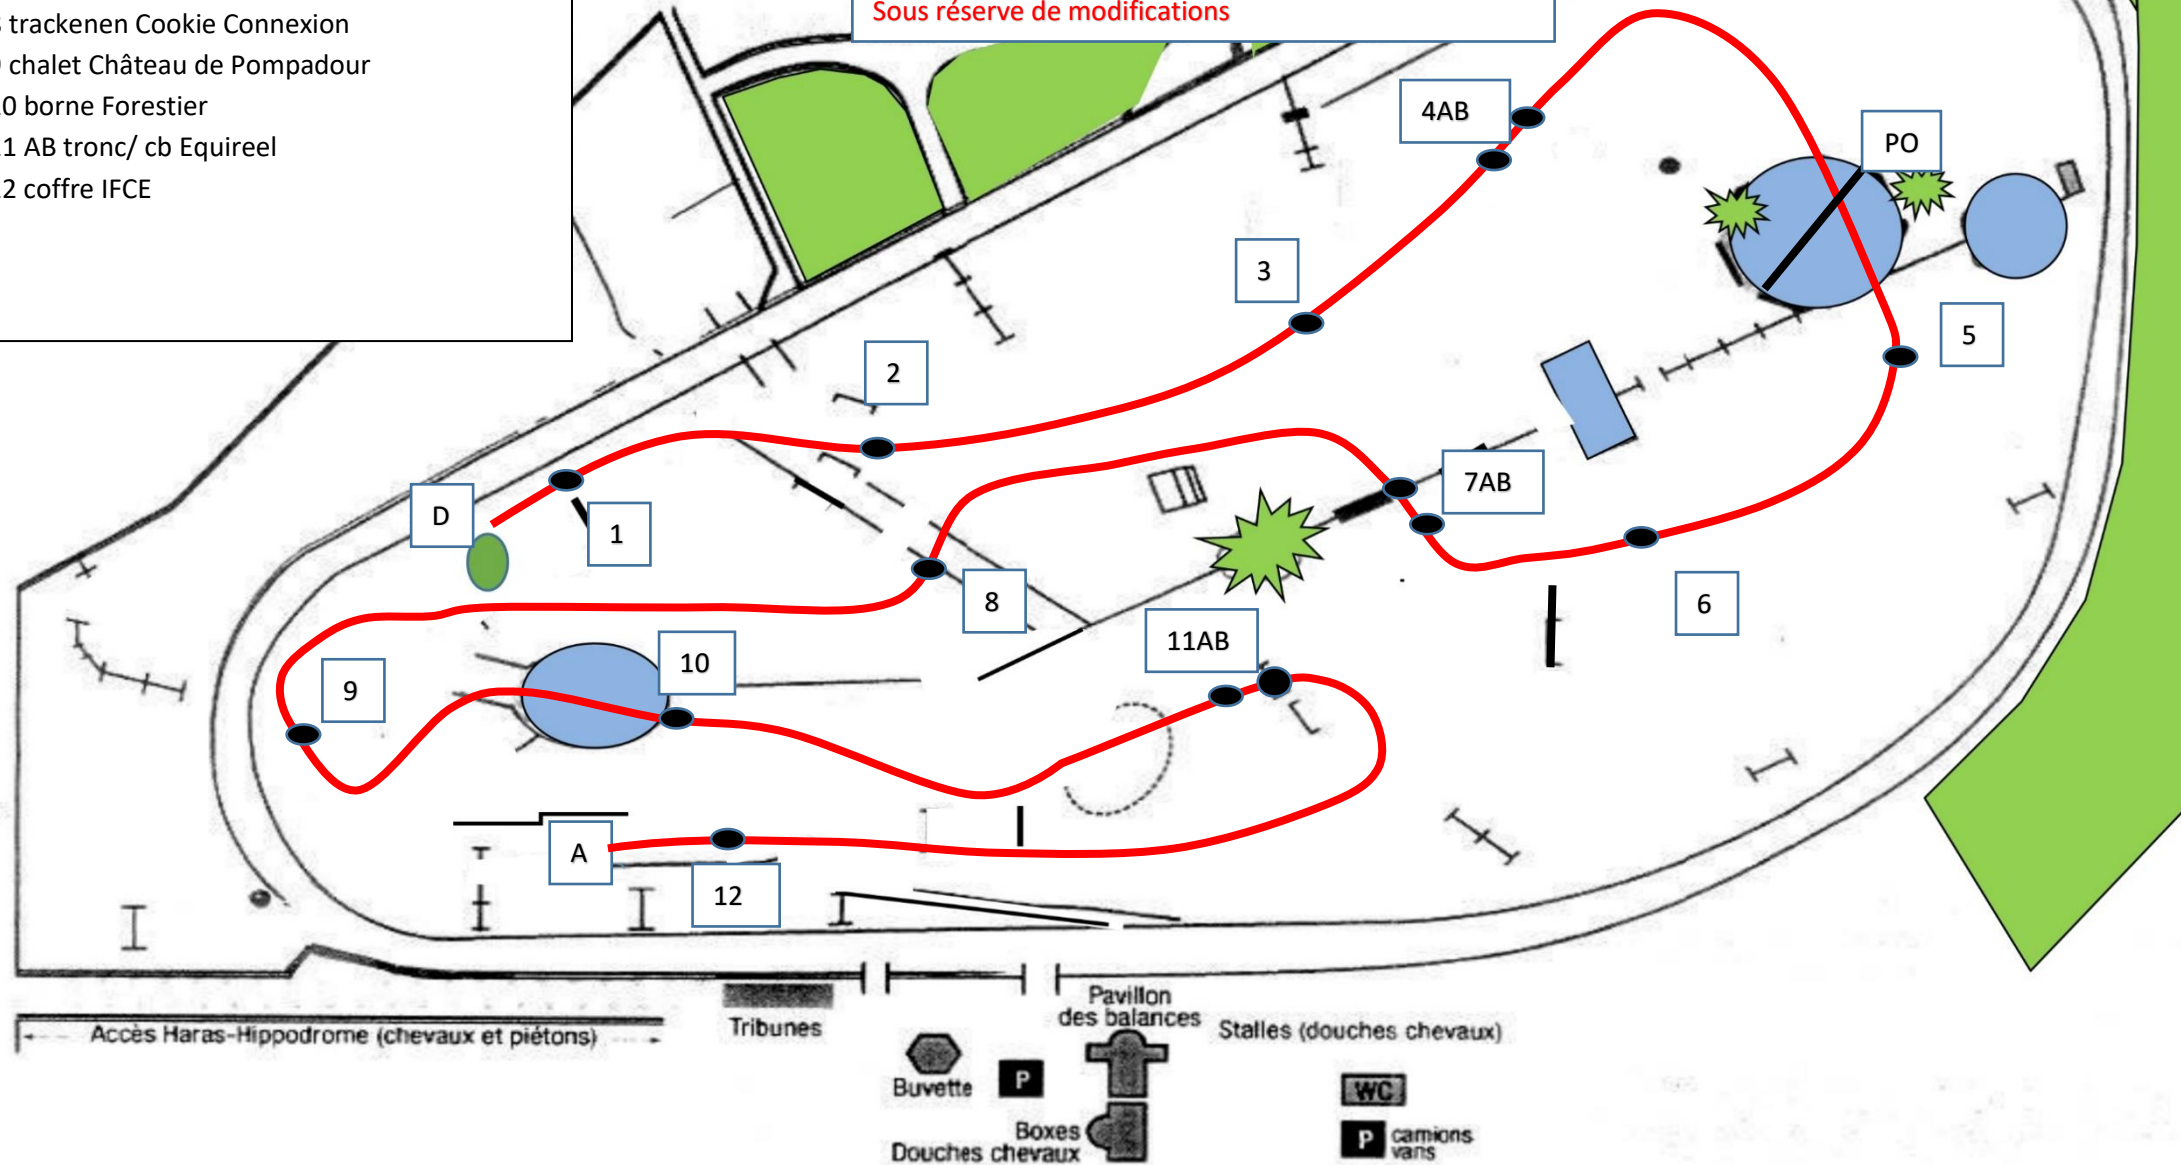 trackenen Cookie Connexion
chalet Château de Pompadour
0 borne Forestier
1 AB tronc/ cb Equireel
2 coffre IFCE
Sous réserve de modifications
4AB
PO
3
5
2
7AB
D
1
8
6
11AB
10
9
A
12
Accès Haras-Hippodrome (chevaux et piétons)
Tribunes
Pavillon
des balances
Stalles (douches chevaux)
Buvette
P
WC
Boxes
Douches chevaux
P
camions
vans